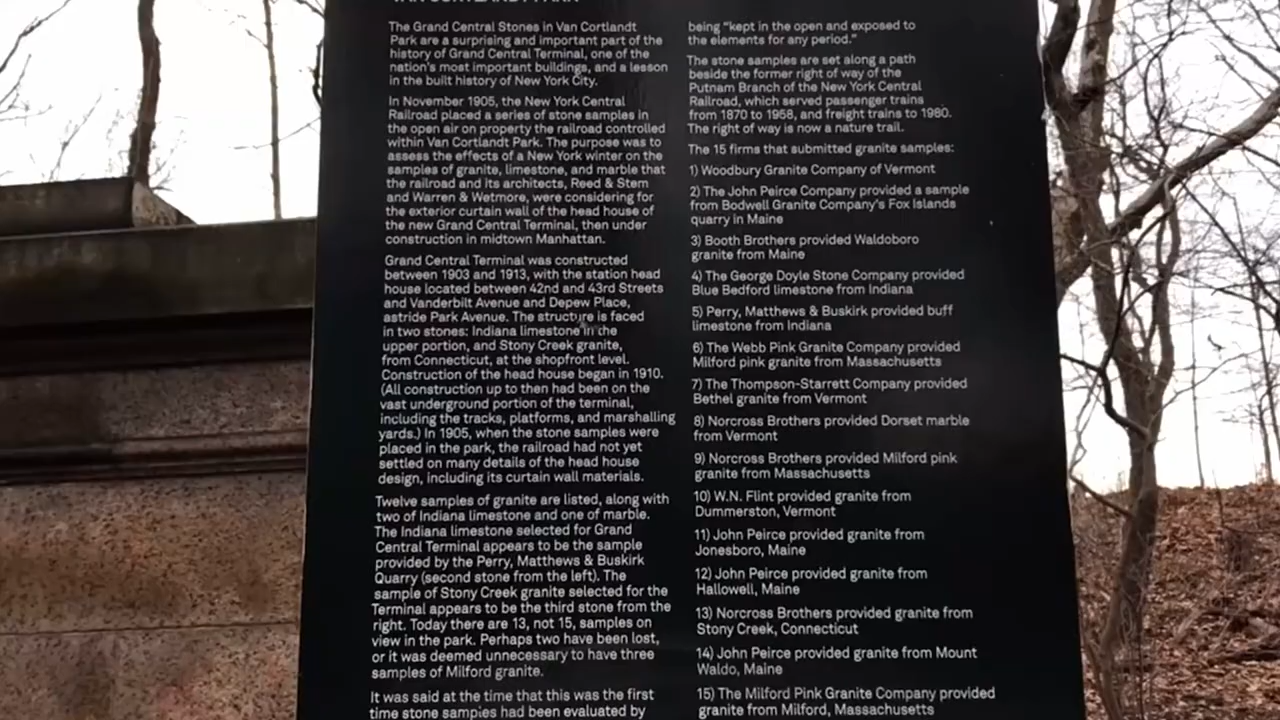 The Grand Central Stones in Van Cortlandt
Park are a surprising and important part of the
history of Grand Central Terminal, one of the
nation's most important buildings, and a lesson
in the built history of New York City.
In November 1905, the New York Central
Railroad placed a series of stone samples in
the open air on property the railroad controlled
within Van Cortlandt Park. The purpose was to
assess the effects of a New York winter on the
samples of granite, limestone, and marble that
the railroad and its architects, Reed & Stem
and Warren & Wetmore, were considering for
the exterior curtain wall of the head house of
the new Grand Central Terminal, then under
construction in midtown Manhattan.
Grand Central Terminal was constructed
between 1903 and 1913, with the station head
house located between 42nd and 43rd Streets
and Vanderbilt Avenue and Depew Place,
astride Park Avenue. The structure is faced
in two stones: Indiana limestone in the
upper portion, and Stony Creek granite,
from Connecticut, at the shopfront level.
Construction of the head house began in 1910.
(All construction up to then had been on the
vast underground portion of the terminal,
including the tracks, platforms, and marshalling
yards.) In 1905, when the stone samples were
placed in the park, the railroad had not yet
settled on many details of the head house
design, including its curtain wall materials.
Twelve samples of granite are listed, along with
two of Indiana limestone and one of marble.
The Indiana limestone selected for Grand
Central Terminal appears to be the sample
provided by the Perry, Matthews & Buskirk
Quarry (second stone from the left). The
sample of Stony Creek granite selected for the
Terminal appears to be the third stone from the
right. Today there are 13, not 15, samples on
view in the park. Perhaps two have been lost,
or it was deemed unnecessary to have three
samples of Milford granite.
It was said at the time that this was the first
time stone samples had been evaluated by
being "kept in the open and exposed to
the elements for any period."
The stone samples are set along a path
beside the former right of way of the
Putnam Branch of the New York Central
Railroad, which served passenger trains
from 1870 to 1958, and freight trains to 1980.
The right of way is now a nature trail.
The 15 firms that submitted granite samples:
1) Woodbury Granite Company of Vermont
2) The John Peirce Company provided a sample
from Bodwell Granite Company's Fox Islands
quarry in Maine
3) Booth Brothers provided Waldoboro
granite from Maine
4) The George Doyle Stone Company provided
Blue Bedford limestone from Indiana
5) Perry, Matthews & Buskirk provided buff
limestone from Indiana
6) The Webb Pink Granite Company provided
Milford pink granite from Massachusetts
7) The Thompson-Starrett Company provided
Bethel granite from Vermont
8) Norcross Brothers provided Dorset marble
from Vermont
9) Norcross Brothers provided Milford pink
granite from Massachusetts
10) W.N. Flint provided granite from
Dummerston, Vermont
11) John Peirce provided granite from
Jonesboro, Maine
12) John Peirce provided granite from
Hallowell, Maine
13) Norcross Brothers provided granite from
Stony Creek, Connecticut
14) John Peirce provided granite from Mount
Waldo, Maine
15) The Milford Pink Granite Company provided
granite from Milford, Massachusetts